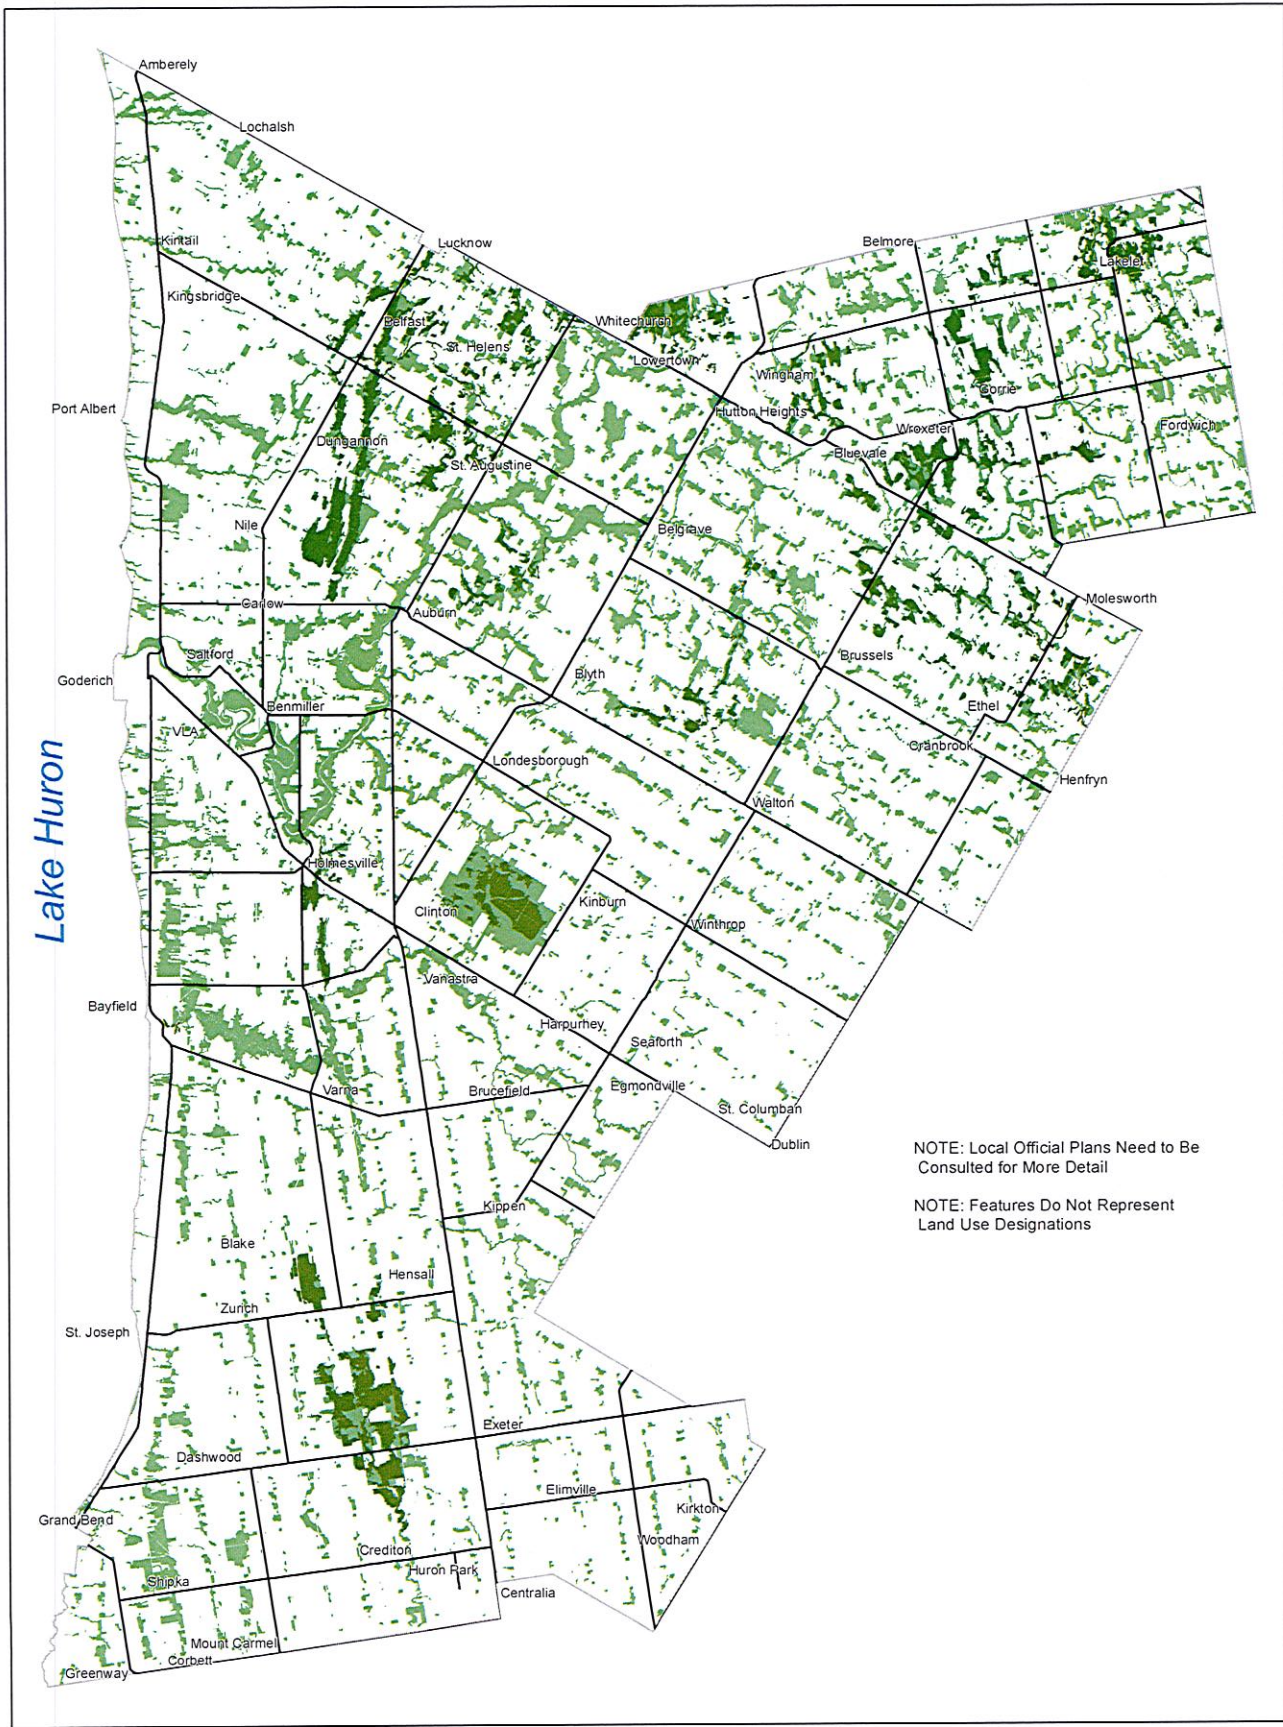 Amberely
Lochalsh
Kintail
Lucknow
Belmore
Lakelet
Kingsbridge
Belfast
Whitechurch
St. Helens
Lowertown
Wingham
Gorrie
Port Albert
Hutton Heights
Dungannon
Wroxeter
Fordwich
Bluevale
St. Augustine
Nile
Belgrave
Carlow
Auburn
Molesworth
Saltford
Brussels
Goderich
Blyth
Benmiller
Ethel
VLA
Cranbrook
Londesborough
Henfryn
Walton
Lake Huron
Holmesville
Clinton
Kinburn
Winthrop
Vanastra
Bayfield
Harpurhey
Seaforth
Varna
Brucefield
Egmondville
St. Columban
Dublin
NOTE: Local Official Plans Need to Be
Consulted for More Detail
NOTE: Features Do Not Represent
Land Use Designations
Kippen
Blake
Hensall
Zurich
St. Joseph
Exeter
Dashwood
Elimville
Kirkton
Grand Bend
Woodham
Crediton
Huron Park
Shipka
Centralia
Mount Carmel
Corbett
Greenway